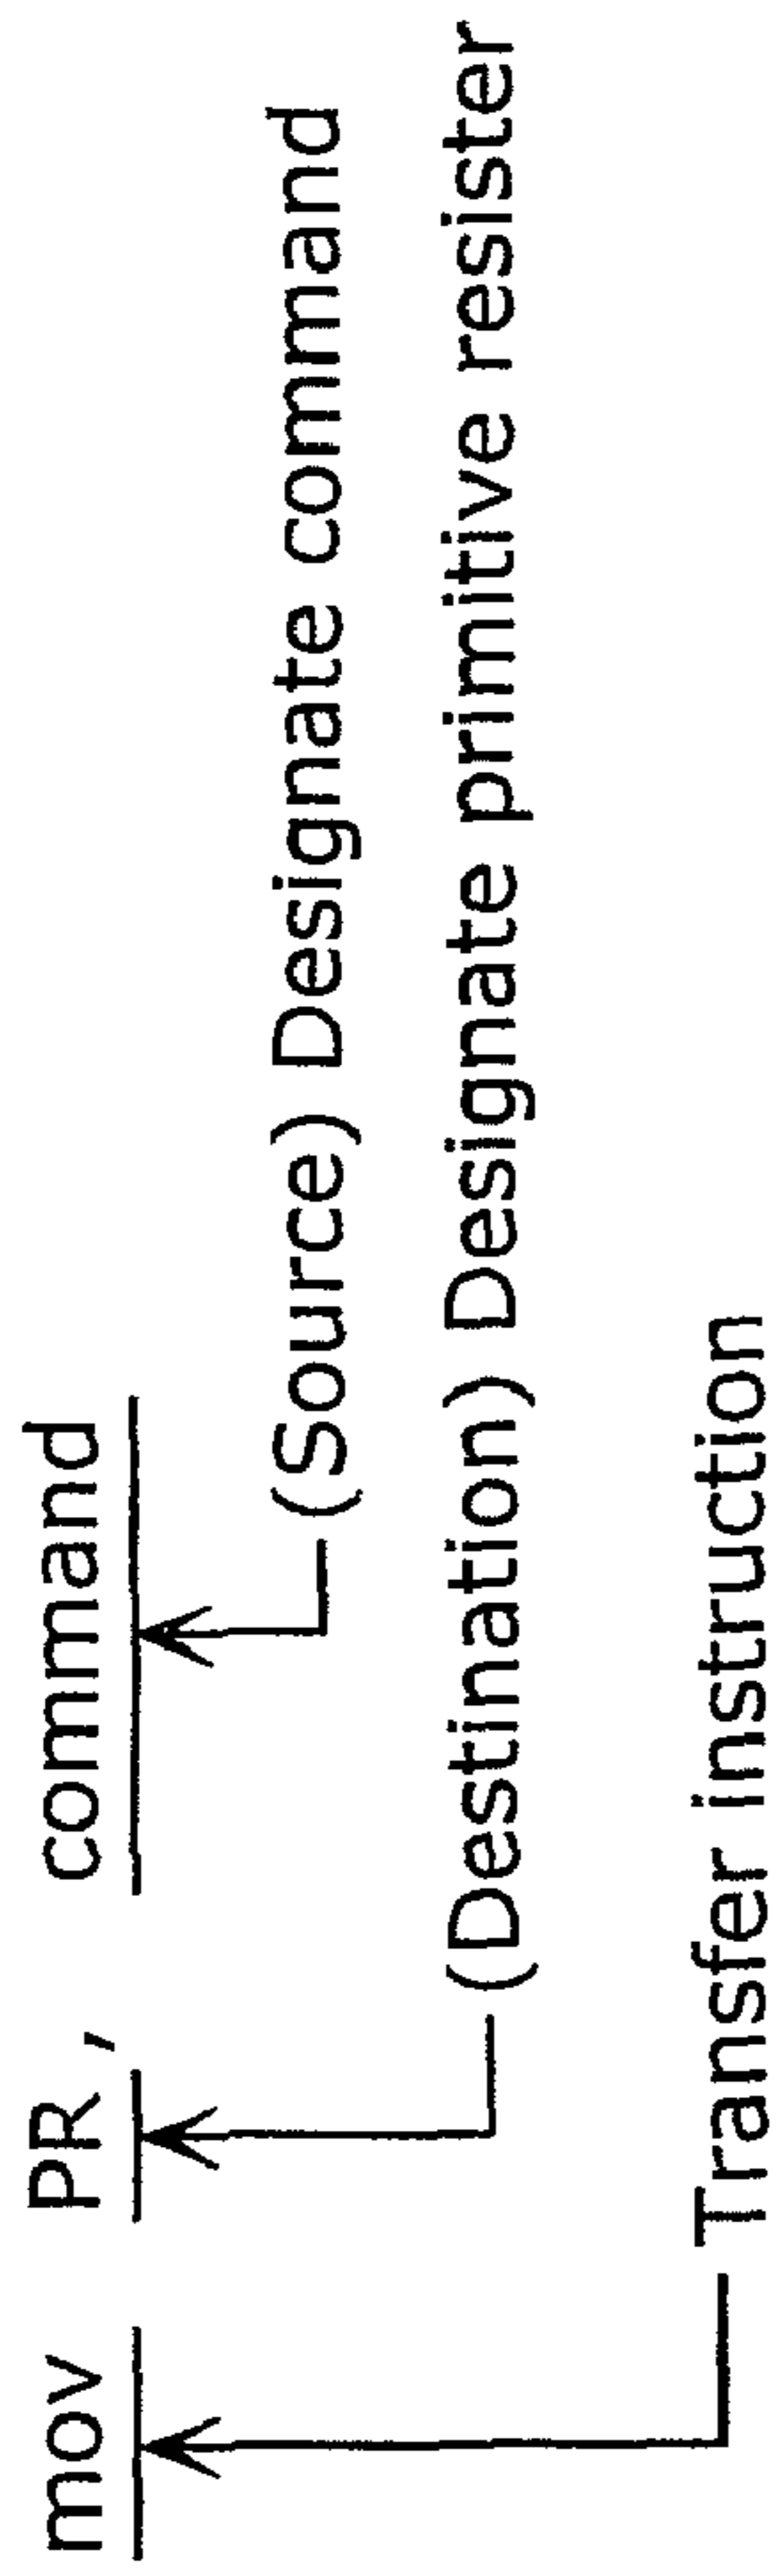 mov PR , command
(Source) Designate command
(Destination) Designate primitive resister
Transfer instruction